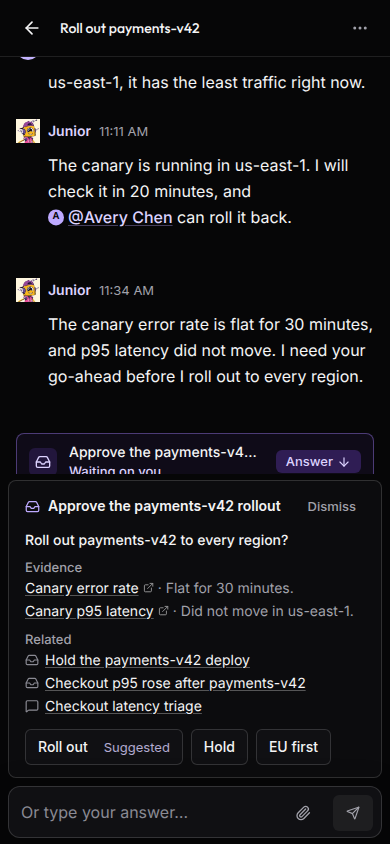 Roll out payments-v42
us-east-1, it has the least traffic right now.
Junior 11:11 AM
The canary is running in us-east-1. I will
check it in 20 minutes, and
A @Avery Chen can roll it back.
Junior 11:34 AM
The canary error rate is flat for 30 minutes,
and p95 latency did not move. I need your
go-ahead before I roll out to every region.
Approve the payments-v4... Answer
Waiting on you
Approve the payments-v42 rollout Dismiss
Roll out payments-v42 to every region?
Evidence
Canary error rate · Flat for 30 minutes.
Canary p95 latency · Did not move in us-east-1.
Related
Hold the payments-v42 deploy
Checkout p95 rose after payments-v42
Checkout latency triage
Roll out Suggested Hold EU first
Or type your answer...